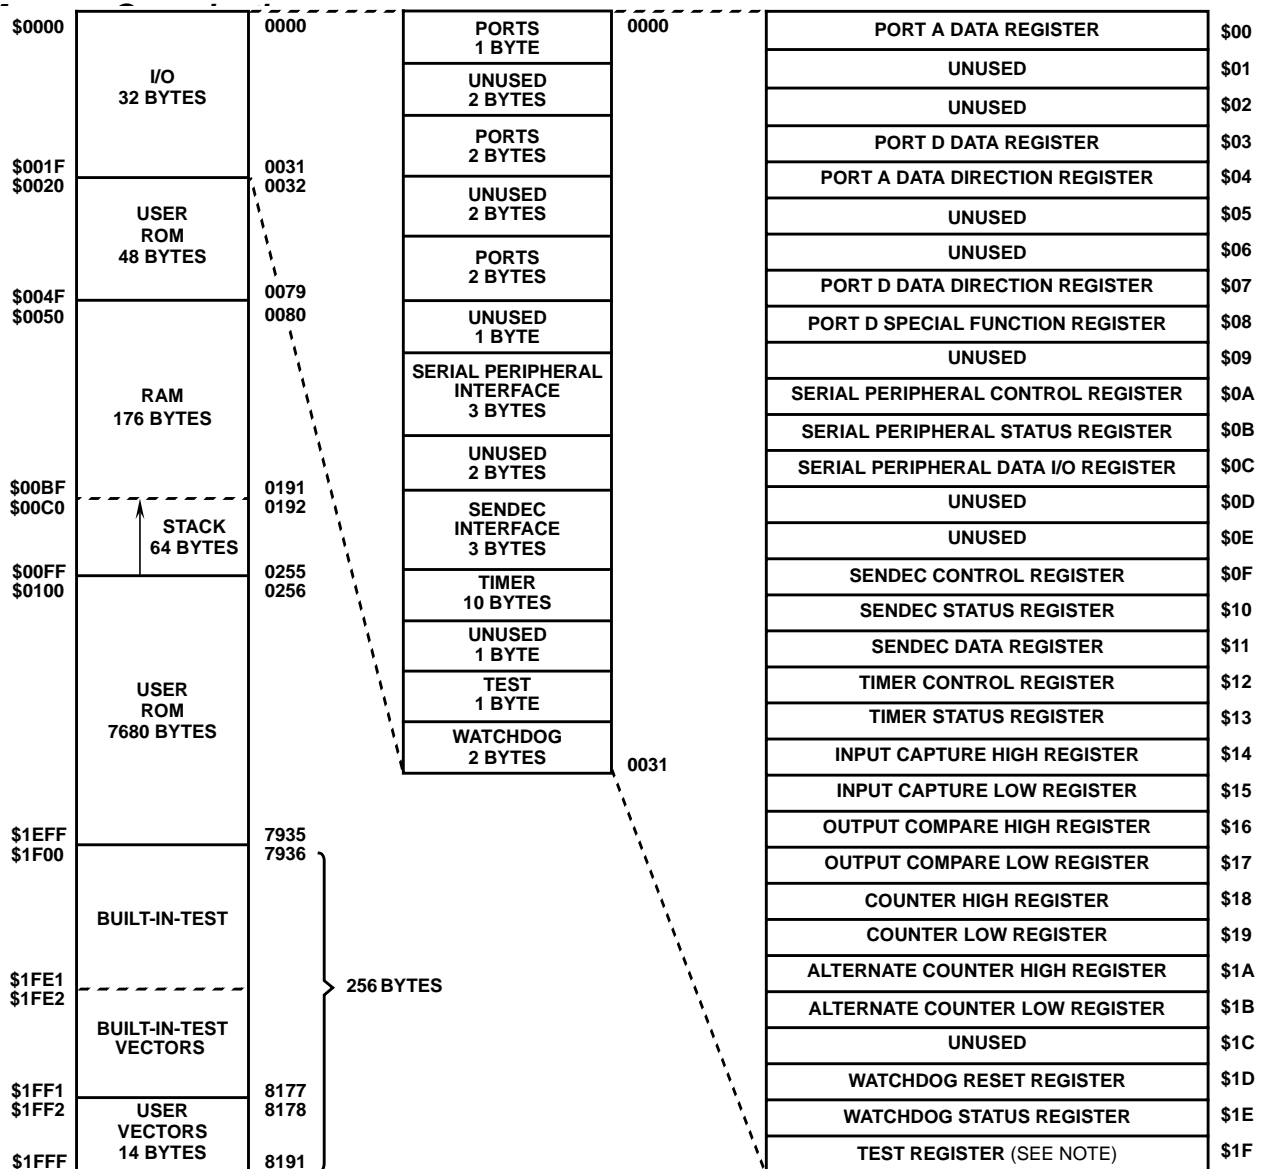 $0000
I/O
32 BYTES
$001F
$0020
USER
ROM
48 BYTES
$004F
$0050
RAM
176 BYTES
$00BF
$00C0
STACK
64 BYTES
$00FF
$0100
USER
ROM
7680 BYTES
$1EFF
$1F00
BUILT-IN-TEST
$1FE1
$1FE2
BUILT-IN-TEST
VECTORS
$1FF1
$1FF2
USER
VECTORS
14 BYTES
$1FFF
0000
0031
0032
0079
0080
0191
0192
0255
0256
7935
7936
256 BYTES
8177
8178
8191
PORTS
1 BYTE
UNUSED
2 BYTES
PORTS
2 BYTES
UNUSED
2 BYTES
PORTS
2 BYTES
UNUSED
1 BYTE
SERIAL PERIPHERAL
INTERFACE
3 BYTES
UNUSED
2 BYTES
SENDEC
INTERFACE
3 BYTES
TIMER
10 BYTES
UNUSED
1 BYTE
TEST
1 BYTE
WATCHDOG
2 BYTES
0000
0031
PORT A DATA REGISTER $00
UNUSED $01
UNUSED $02
PORT D DATA REGISTER $03
PORT A DATA DIRECTION REGISTER $04
UNUSED $05
UNUSED $06
PORT D DATA DIRECTION REGISTER $07
PORT D SPECIAL FUNCTION REGISTER $08
UNUSED $09
SERIAL PERIPHERAL CONTROL REGISTER $0A
SERIAL PERIPHERAL STATUS REGISTER $0B
SERIAL PERIPHERAL DATA I/O REGISTER $0C
UNUSED $0D
UNUSED $0E
SENDEC CONTROL REGISTER $0F
SENDEC STATUS REGISTER $10
SENDEC DATA REGISTER $11
TIMER CONTROL REGISTER $12
TIMER STATUS REGISTER $13
INPUT CAPTURE HIGH REGISTER $14
INPUT CAPTURE LOW REGISTER $15
OUTPUT COMPARE HIGH REGISTER $16
OUTPUT COMPARE LOW REGISTER $17
COUNTER HIGH REGISTER $18
COUNTER LOW REGISTER $19
ALTERNATE COUNTER HIGH REGISTER $1A
ALTERNATE COUNTER LOW REGISTER $1B
UNUSED $1C
WATCHDOG RESET REGISTER $1D
WATCHDOG STATUS REGISTER $1E
TEST REGISTER (SEE NOTE) $1F